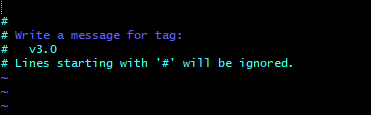 #
# Write a message for tag:
#   v3.0
# Lines starting with '#' will be ignored.
~
~
~